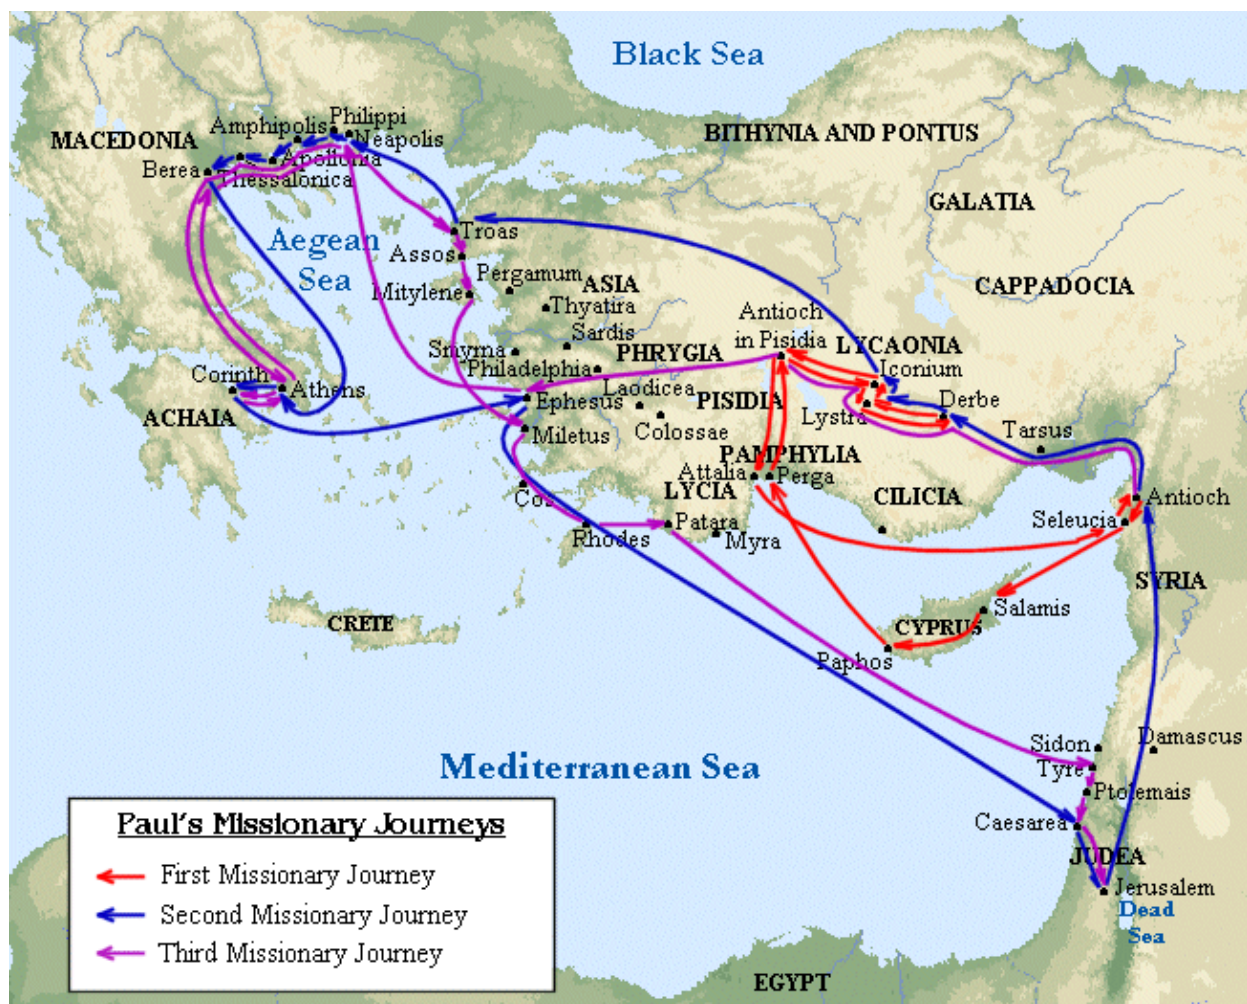 Black Sea
Philippi
Amphipolis
Neapolis
MACEDONIA
BITHYNIA AND PONTUS
Apollonia
Berea
Thessalonica
GALATIA
Aegean
Sea
Troas
Assos
Pergamum
ASIA
CAPPADOCIA
Mitylene
Thyatira
Antioch
in Pisidia
Sardis
Smyrna
PHRYGIA
LYCAONIA
Philadelphia
Iconium
Corinth
Athens
Laodicea
Ephesus
PISIDIA
Derbe
ACHAIA
Lystra
Miletus
Colossae
Tarsus
PAMPHYLIA
Attalia
Perga
Cos
LYCIA
CILICIA
Antioch
Rhodes
Patara
Seleucia
Myra
SYRIA
Salamis
CRETE
CYPRUS
Paphos
Sidon
Damascus
Mediterranean Sea
Tyre
Ptolemais
Caesarea
JUDEA
Jerusalem
Dead
Sea
EGYPT
Paul's Missionary Journeys
First Missionary Journey
Second Missionary Journey
Third Missionary Journey